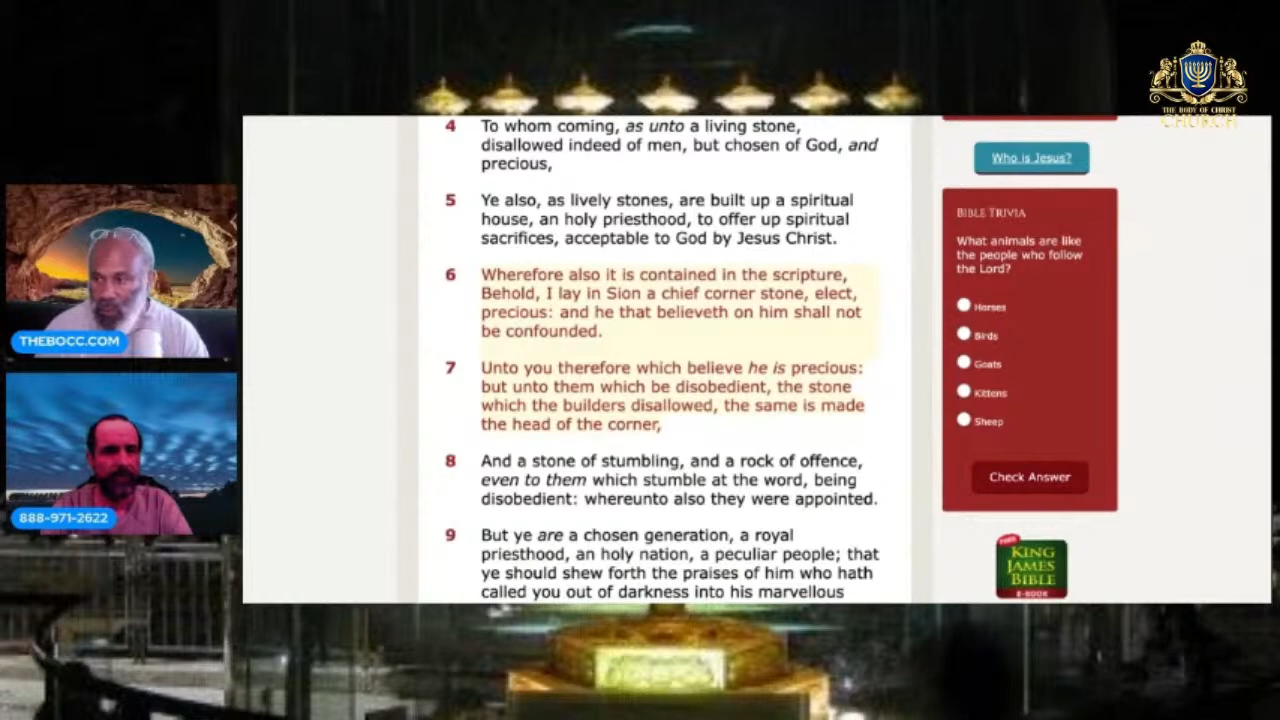 THE BODY OF CHRIST
CHURCH
4 To whom coming, as unto a living stone,
disallowed indeed of men, but chosen of God, and
precious,
5 Ye also, as lively stones, are built up a spiritual
house, an holy priesthood, to offer up spiritual
sacrifices, acceptable to God by Jesus Christ.
6 Wherefore also it is contained in the scripture,
Behold, I lay in Sion a chief corner stone, elect,
precious: and he that believeth on him shall not
be confounded.
7 Unto you therefore which believe he is precious:
but unto them which be disobedient, the stone
which the builders disallowed, the same is made
the head of the corner,
8 And a stone of stumbling, and a rock of offence,
even to them which stumble at the word, being
disobedient: whereunto also they were appointed.
9 But ye are a chosen generation, a royal
priesthood, an holy nation, a peculiar people; that
ye should shew forth the praises of him who hath
called you out of darkness into his marvellous
Who is Jesus?
BIBLE TRIVIA
What animals are like
the people who follow
the Lord?
Horses
Birds
Goats
Kittens
Sheep
Check Answer
FREE
KING
JAMES
BIBLE
E-BOOK
THEBOCC.COM
888-971-2622